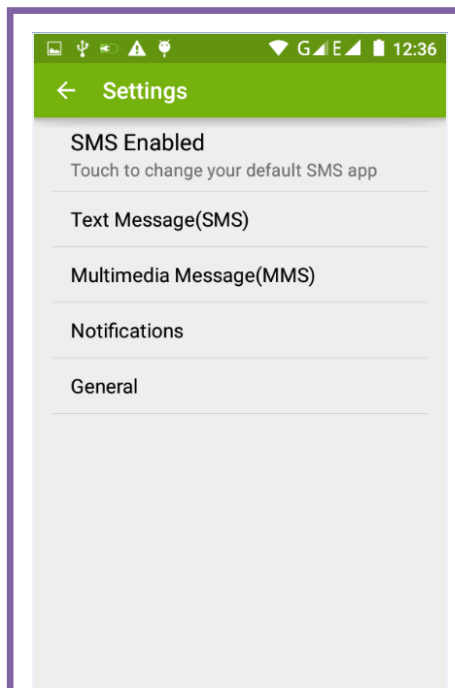 G E 12:36
Settings
SMS Enabled
Touch to change your default SMS app
Text Message(SMS)
Multimedia Message(MMS)
Notifications
General